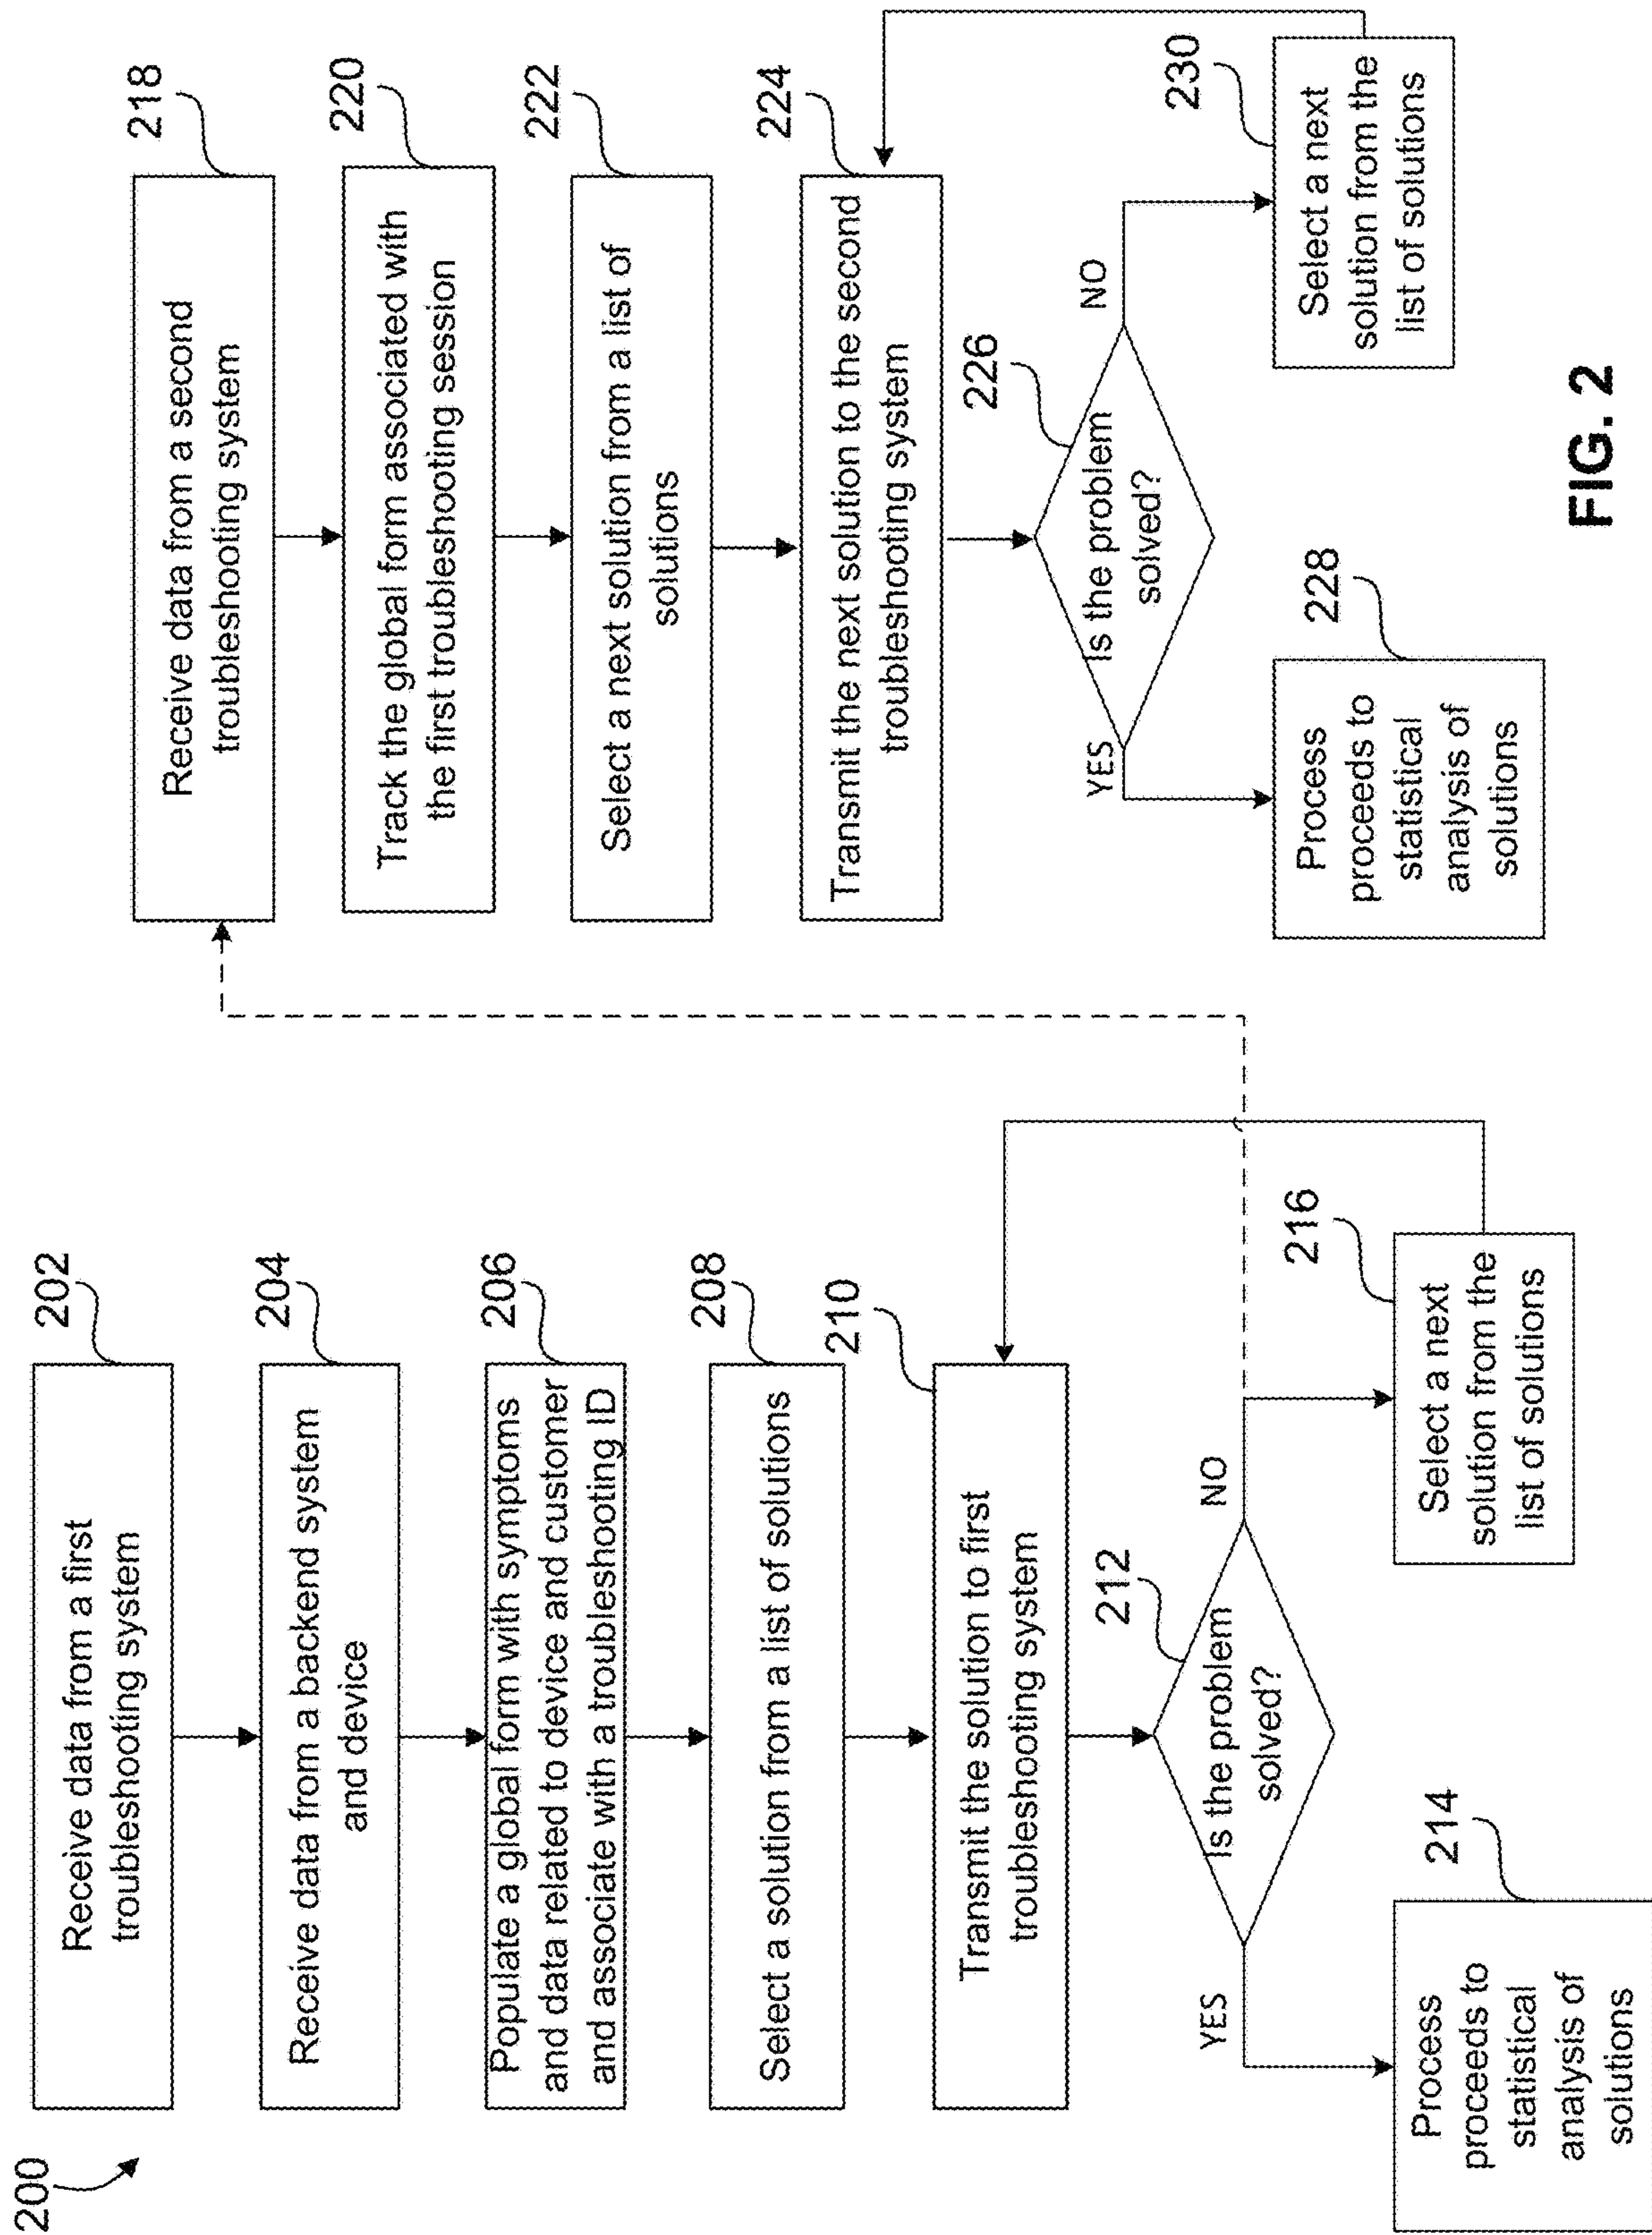 200
Receive data from a first
troubleshooting system
202
Receive data from a backend system
and device
204
Populate a global form with symptoms
and data related to device and customer
and associate with a troubleshooting ID
206
Select a solution from a list of solutions
208
Transmit the solution to first
troubleshooting system
210
Is the problem
solved?
212
YES
NO
Process
proceeds to
statistical
analysis of
solutions
214
Select a next
solution from the
list of solutions
216
Receive data from a second
troubleshooting system
218
Track the global form associated with
the first troubleshooting session
220
Select a next solution from a list of
solutions
222
Transmit the next solution to the second
troubleshooting system
224
Is the problem
solved?
226
YES
NO
Process
proceeds to
statistical
analysis of
solutions
228
Select a next
solution from the
list of solutions
230
FIG. 2